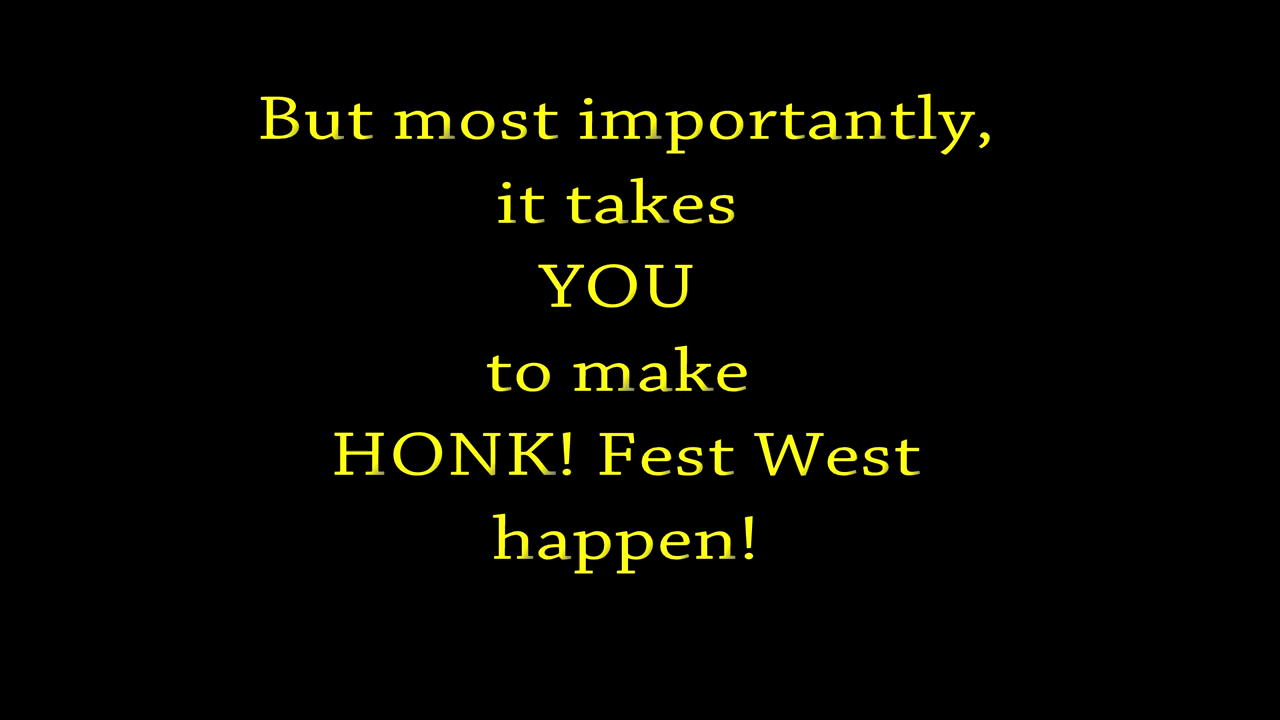 But most importantly,
it takes
YOU
to make
HONK! Fest West
happen!